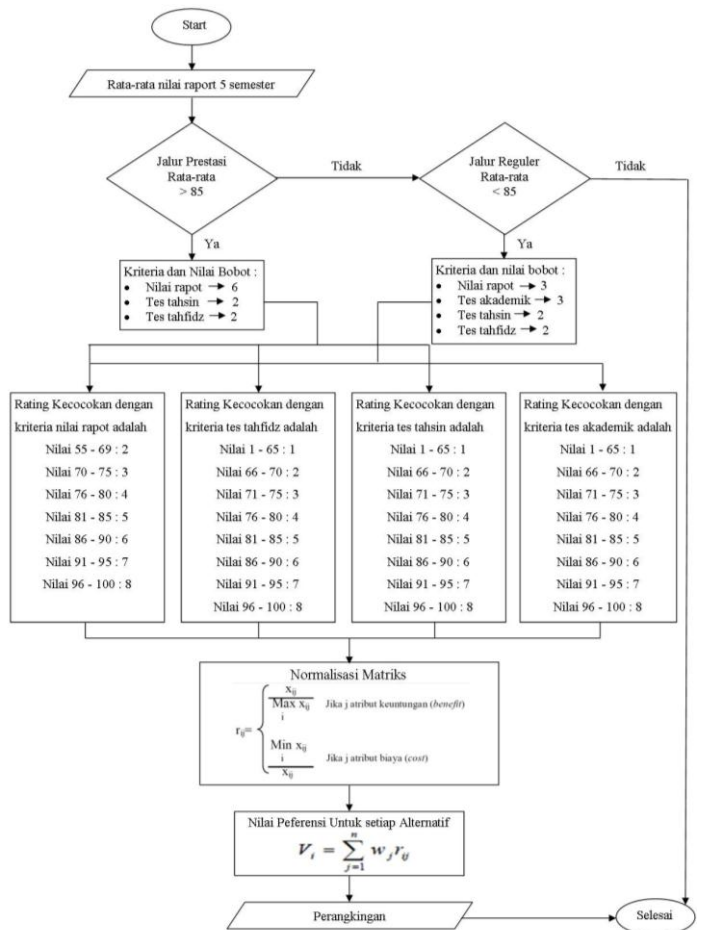 Start
Rata-rata nilai raport 5 semester
Jalur Prestasi
Rata-rata
> 85
Tidak
Jalur Reguler
Rata-rata
< 85
Tidak
Ya
Ya
Kriteria dan Nilai Bobot :
• Nilai rapot → 6
• Tes tahsin → 2
• Tes tahfidz → 2
Kriteria dan nilai bobot :
• Nilai rapot → 3
• Tes akademik → 3
• Tes tahsin → 2
• Tes tahfidz → 2
Rating Kecocokan dengan
kriteria nilai rapot adalah
Nilai 55 - 69 : 2
Nilai 70 - 75 : 3
Nilai 76 - 80 : 4
Nilai 81 - 85 : 5
Nilai 86 - 90 : 6
Nilai 91 - 95 : 7
Nilai 96 - 100 : 8
Rating Kecocokan dengan
kriteria tes tahfidz adalah
Nilai 1 - 65 : 1
Nilai 66 - 70 : 2
Nilai 71 - 75 : 3
Nilai 76 - 80 : 4
Nilai 81 - 85 : 5
Nilai 86 - 90 : 6
Nilai 91 - 95 : 7
Nilai 96 - 100 : 8
Rating Kecocokan dengan
kriteria tes tahsin adalah
Nilai 1 - 65 : 1
Nilai 66 - 70 : 2
Nilai 71 - 75 : 3
Nilai 76 - 80 : 4
Nilai 81 - 85 : 5
Nilai 86 - 90 : 6
Nilai 91 - 95 : 7
Nilai 96 - 100 : 8
Rating Kecocokan dengan
kriteria tes akademik adalah
Nilai 1 - 65 : 1
Nilai 66 - 70 : 2
Nilai 71 - 75 : 3
Nilai 76 - 80 : 4
Nilai 81 - 85 : 5
Nilai 86 - 90 : 6
Nilai 91 - 95 : 7
Nilai 96 - 100 : 8
Normalisasi Matriks
xij
Max xij Jika j atribut keuntungan (benefit)
i
rij=
Min xij
i Jika j atribut biaya (cost)
xij
Nilai Peferensi Untuk setiap Alternatif
Vi = ∑ j=1 n wj rij
Perangkingan
Selesai